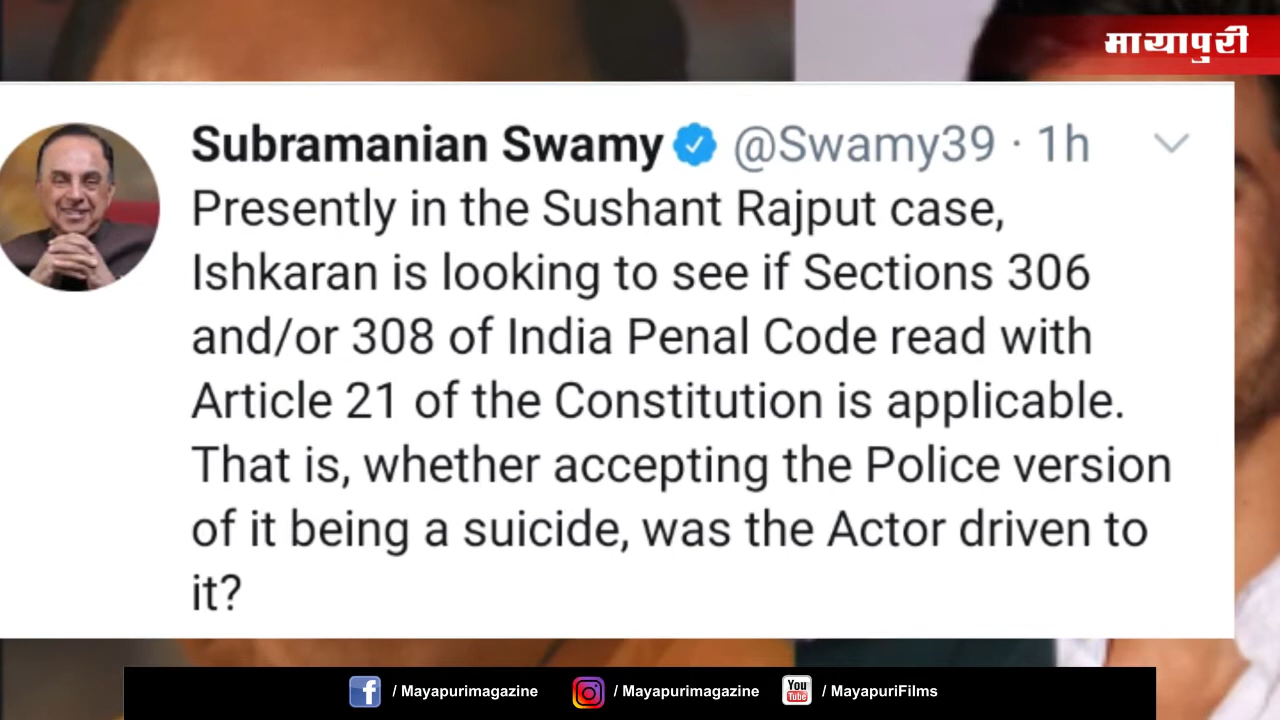 मायापुरी
Subramanian Swamy @Swamy39 · 1h
Presently in the Sushant Rajput case,
Ishkaran is looking to see if Sections 306
and/or 308 of India Penal Code read with
Article 21 of the Constitution is applicable.
That is, whether accepting the Police version
of it being a suicide, was the Actor driven to
it?
/ Mayapurimagazine / Mayapurimagazine You Tube / MayapuriFilms